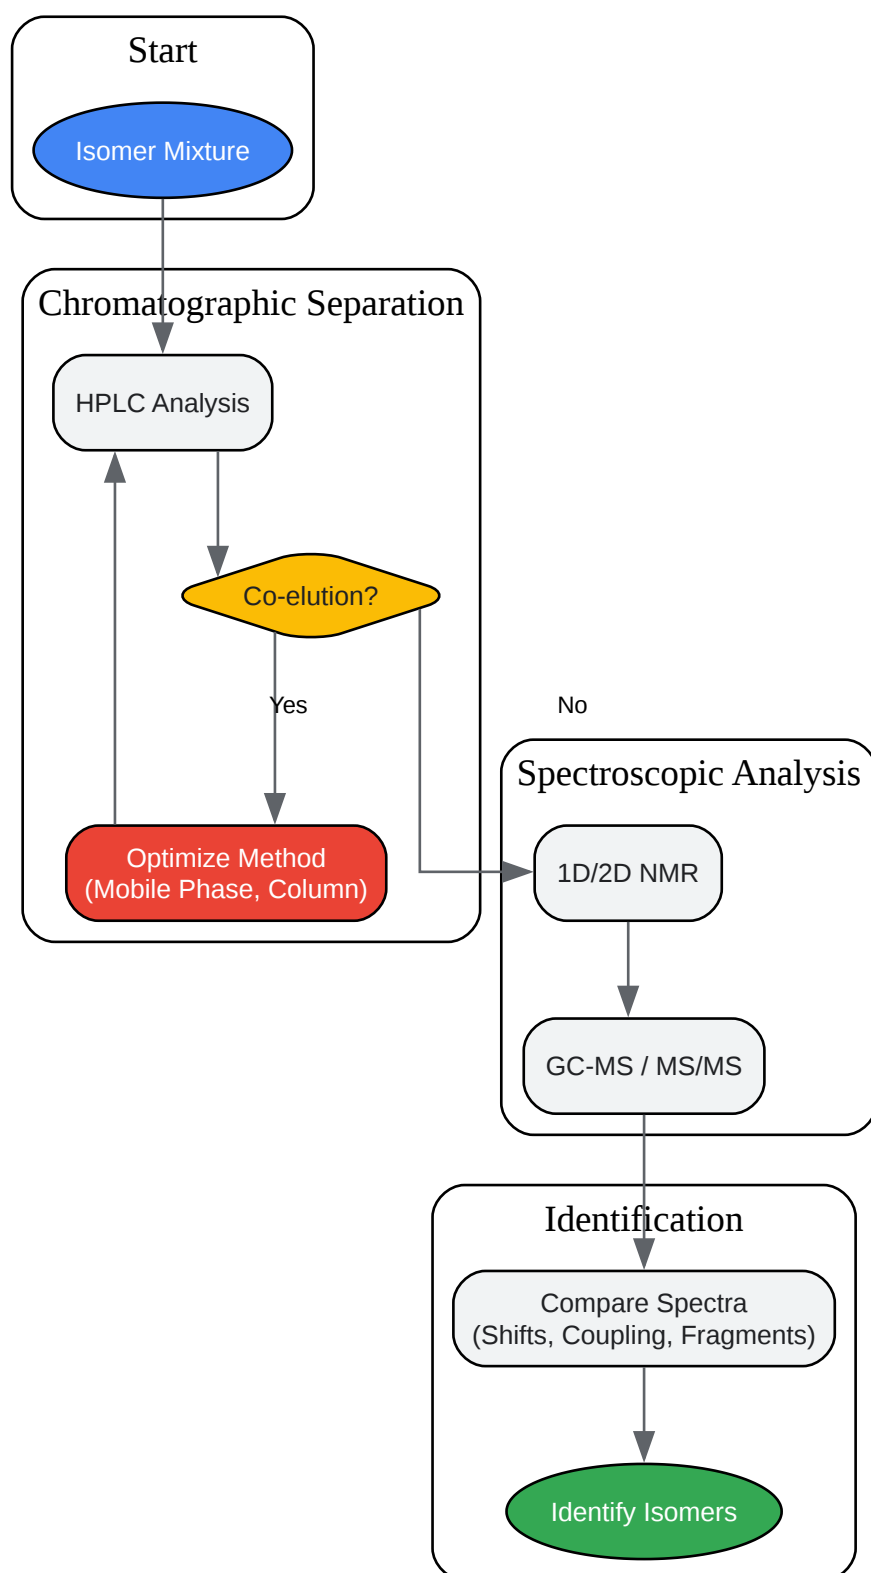 Start
Isomer Mixture
Chromatographic Separation
HPLC Analysis
Co-elution?
Yes
No
Optimize Method
(Mobile Phase, Column)
Spectroscopic Analysis
1D/2D NMR
GC-MS / MS/MS
Identification
Compare Spectra
(Shifts, Coupling, Fragments)
Identify Isomers